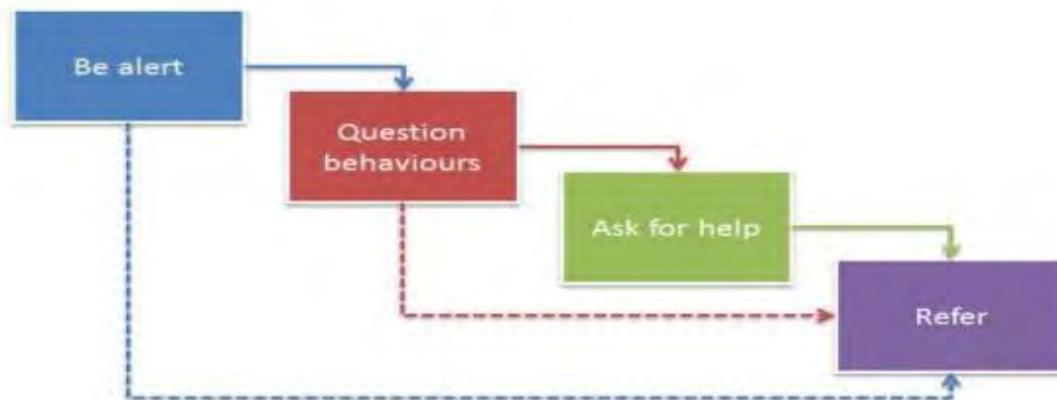 Be alert
Question
behaviours
Ask for help
Refer